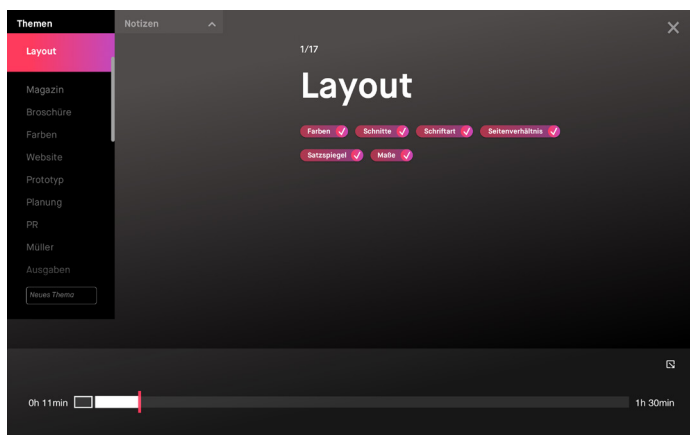 Themen
Notizen
Layout
Magazin
Broschüre
Farben
Website
Prototyp
Planung
PR
Müller
Ausgaben
Neues Thema
1/17
Layout
Farben Schnitte Schriftart Seitenverhältnis
Satzspiegel Maße
0h 11min
1h 30min